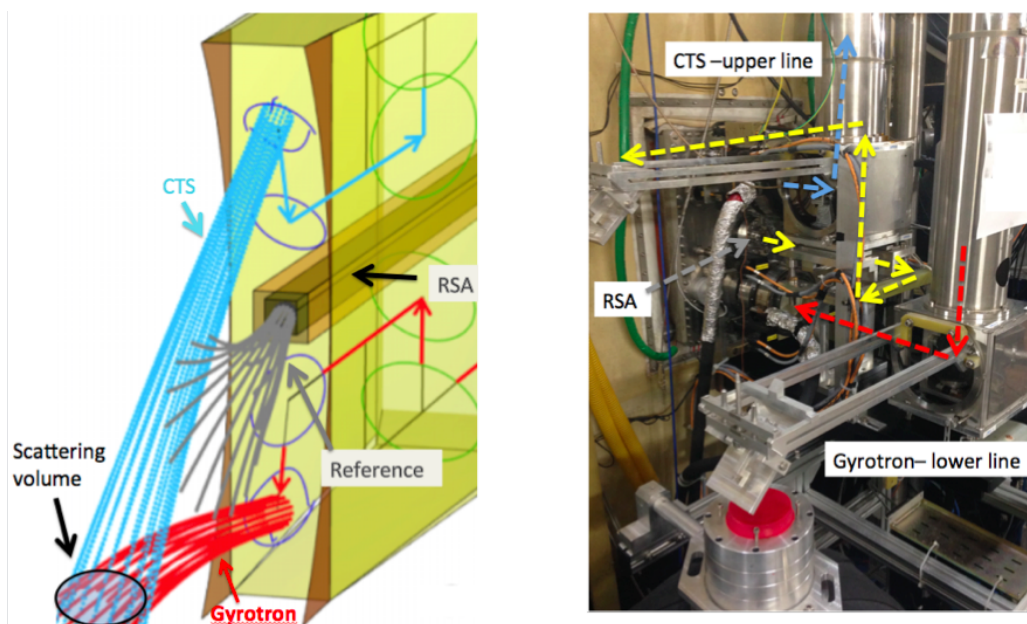 CTS
RSA
Reference
Scattering
volume
Gyrotron
CTS –upper line
RSA
Gyrotron– lower line